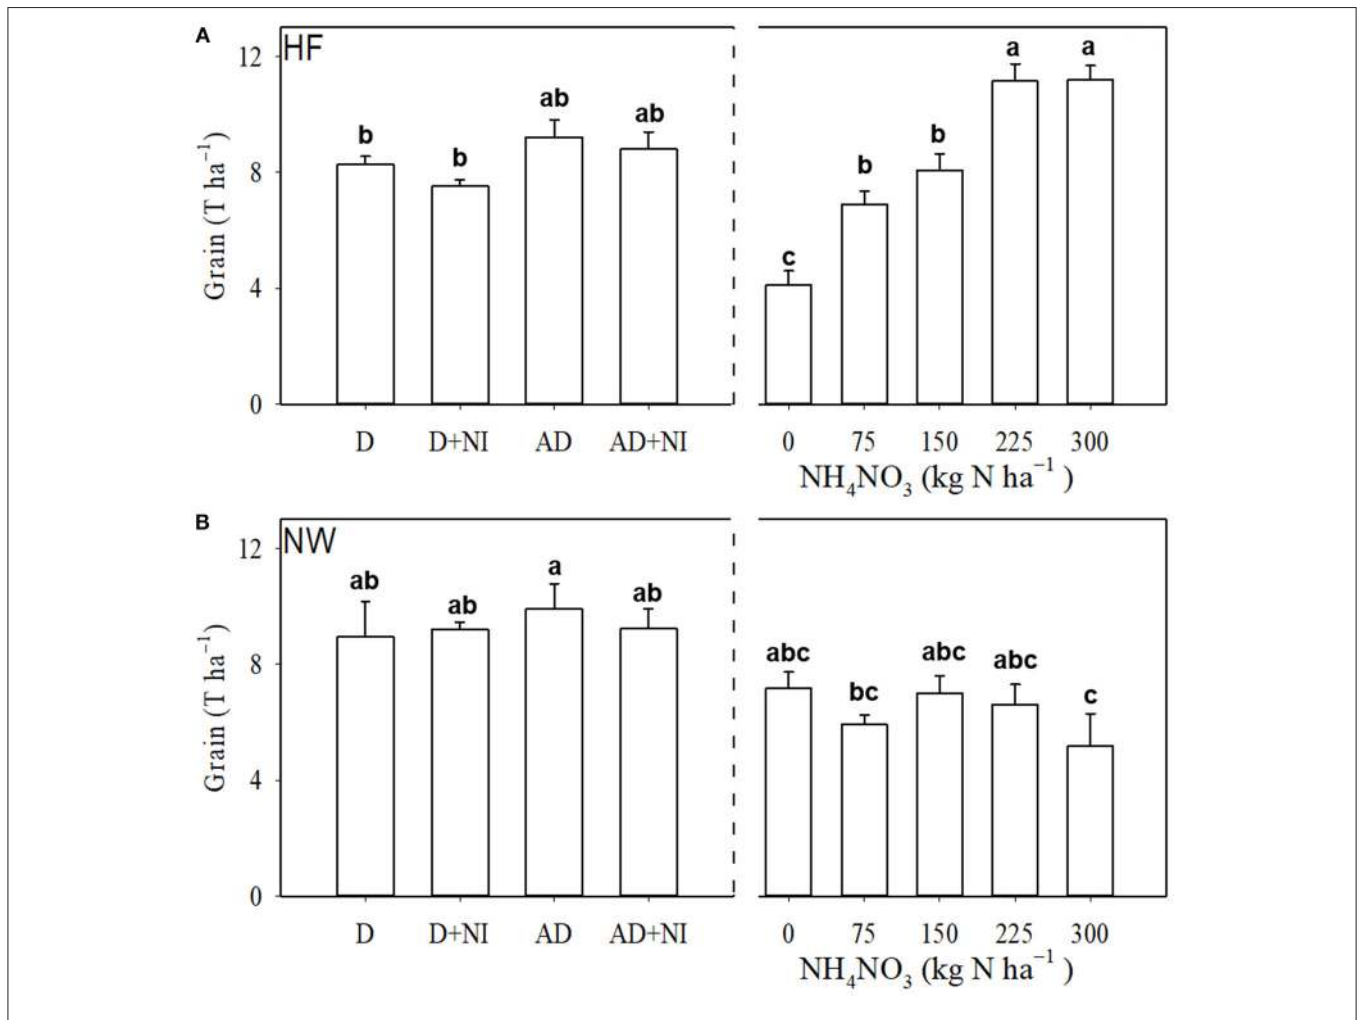 A
HF
12
8
4
0
Grain (T ha⁻¹)
b
b
ab
ab
c
b
b
a
a
D D+NI AD AD+NI 0 75 150 225 300
NH₄NO₃ (kg N ha⁻¹ )
B
NW
12
8
4
0
Grain (T ha⁻¹)
ab
ab
a
ab
abc
bc
abc
abc
c
D D+NI AD AD+NI 0 75 150 225 300
NH₄NO₃ (kg N ha⁻¹ )